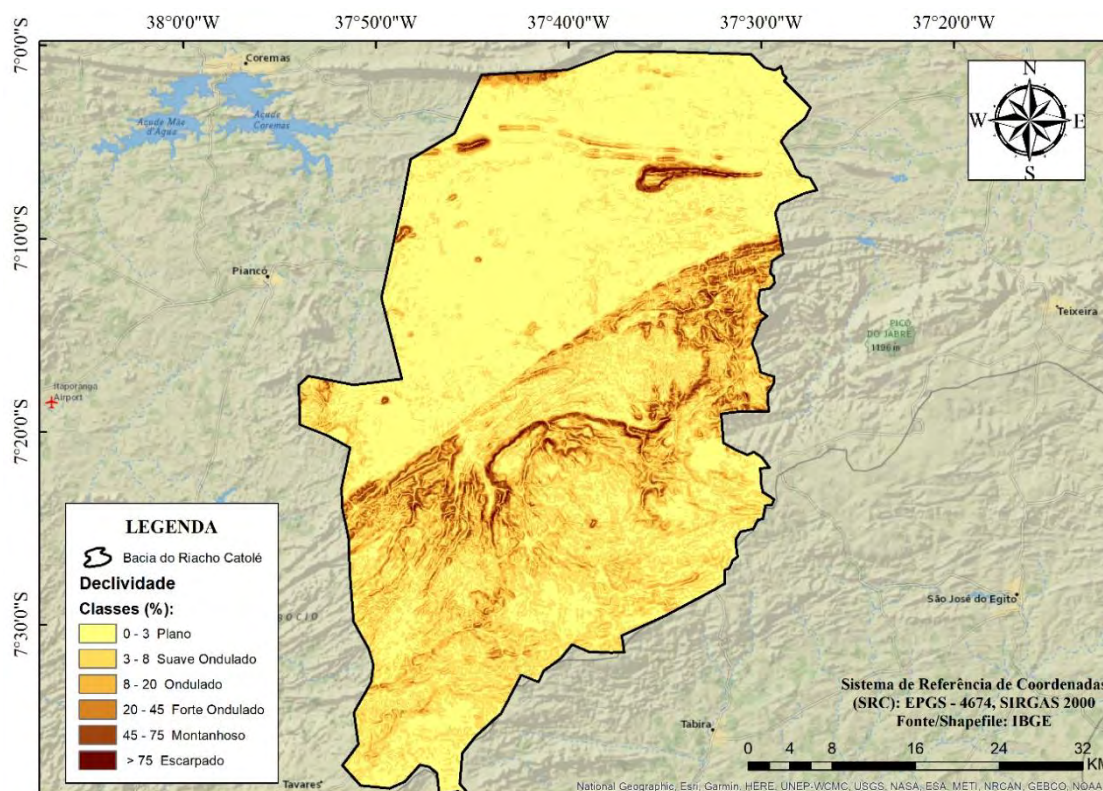 38°0'0"W 37°50'0"W 37°40'0"W 37°30'0"W 37°20'0"W
7°0'0"S
7°10'0"S
7°20'0"S
7°30'0"S
Coremas
Açude Mãe
d'Água
Açude
Coremas
N
W E
S
Piancó
Teixeira
PICO
DO JABRE
1196 m
Itaporanga
Airport
LEGENDA
Bacia do Riacho Catolé
Declividade
Classes (%):
0 - 3 Plano
3 - 8 Suave Ondulado
8 - 20 Ondulado
20 - 45 Forte Ondulado
45 - 75 Montanhoso
> 75 Escarpado
São José do Egito
Sistema de Referência de Coordenadas
(SRC): EPGS - 4674, SIRGAS 2000
Fonte/Shapefile: IBGE
Tabira
Tavares
0 2 4 8 16 24 32
KM
National Geographic, Esri, Garmin, HERE, UNEP-WCMC, USGS, NASA, ESA, METI, NRCAN, GEBCO, NOAA